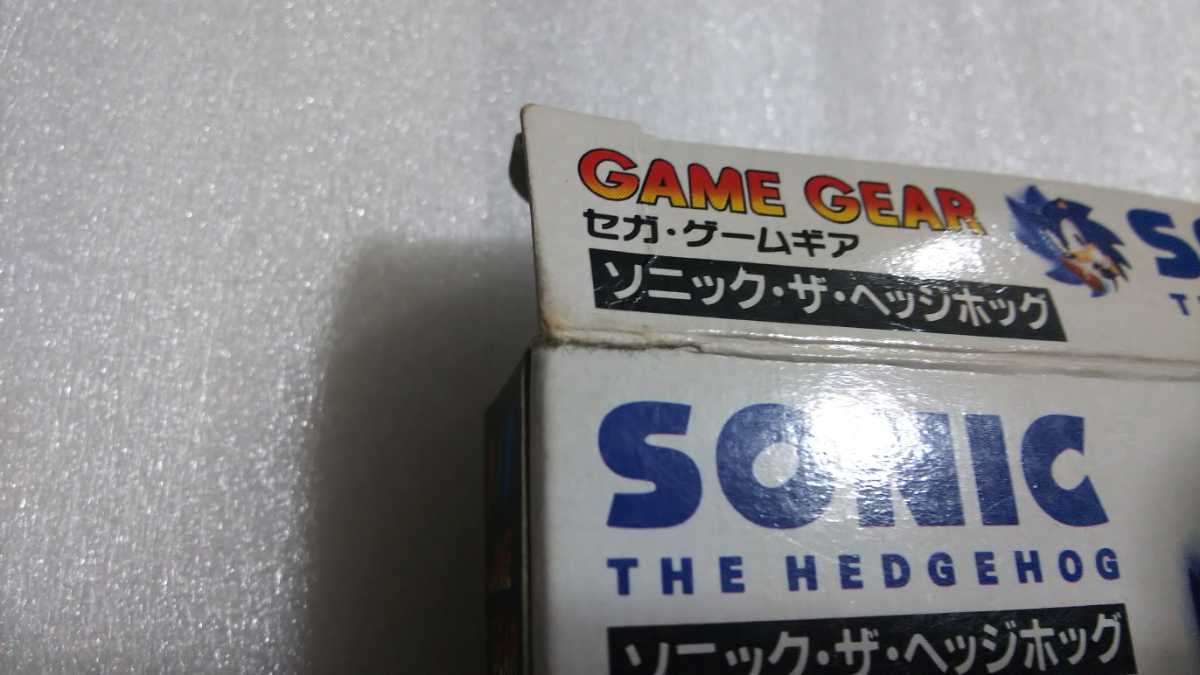 GAME GEAR
セガ・ゲームギア
ソニック・ザ・ヘッジホッグ
SONIC
THE HEDGEHOG
ソニック・ザ・ヘッジホッグ